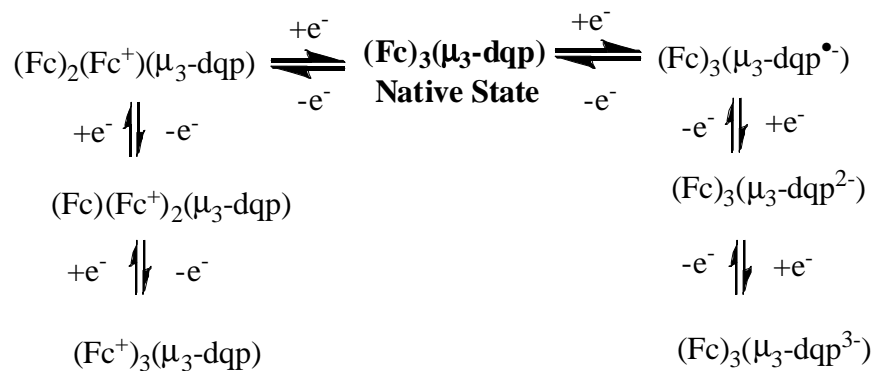 +e⁻ +e⁻
(Fc)₂(Fc⁺)(μ₃-dqp) (Fc)₃(μ₃-dqp) (Fc)₃(μ₃-dqp•⁻)
-e⁻ Native State -e⁻
+e⁻ -e⁻ -e⁻ +e⁻
(Fc)(Fc⁺)₂(μ₃-dqp) (Fc)₃(μ₃-dqp²⁻)
+e⁻ -e⁻ -e⁻ +e⁻
(Fc⁺)₃(μ₃-dqp) (Fc)₃(μ₃-dqp³⁻)